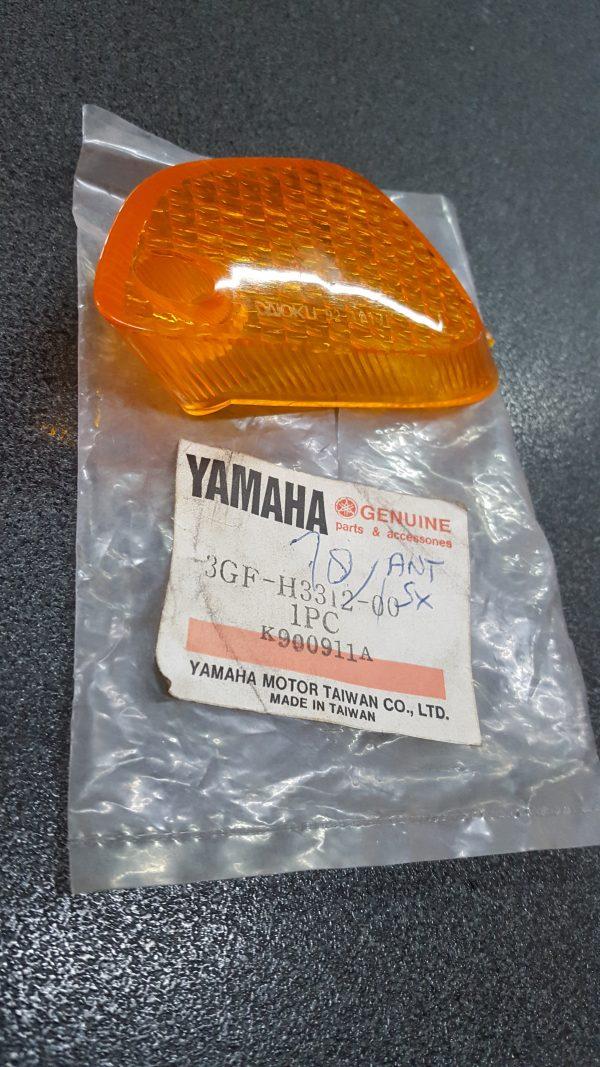 YAMAHA GENUINE
parts & accessories
10/ ANT
SX
3GF-H3312-00
1PC
K900911A
YAMAHA MOTOR TAIWAN CO., LTD.
MADE IN TAIWAN